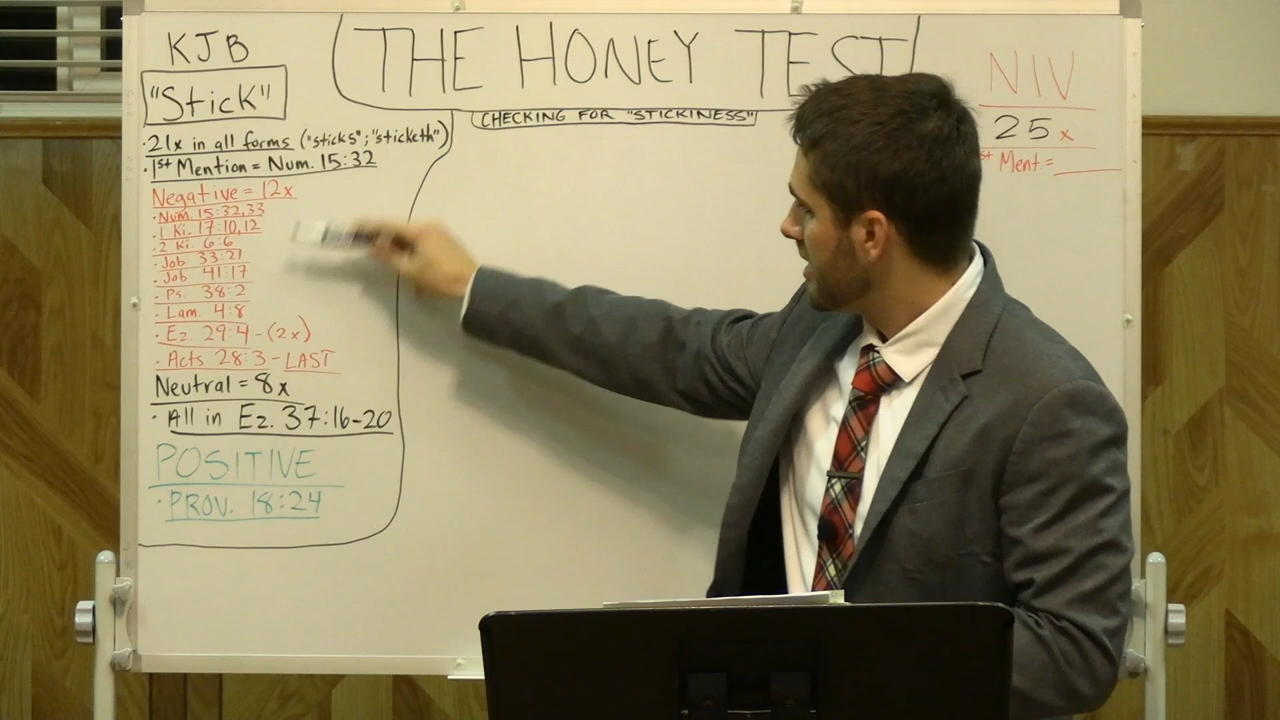 THE HONEY TEST
CHECKING FOR "STICKINESS"
KJB
"Stick"
· 21x in all forms ("sticks"; "sticketh")
· 1st Mention = Num. 15:32
Negative = 12x
· Num. 15:32,33
· 1 Ki. 17:10,12
· 2 Ki. 6:6
· Job 33:21
· Job 41:17
· Ps. 38:2
· Lam. 4:8
· Ez. 29:4 - (2x)
· Acts 28:3 - LAST
Neutral = 8x
· All in Ez. 37:16-20
POSITIVE
· PROV. 18:24
NIV
25 x
st Ment. = ____